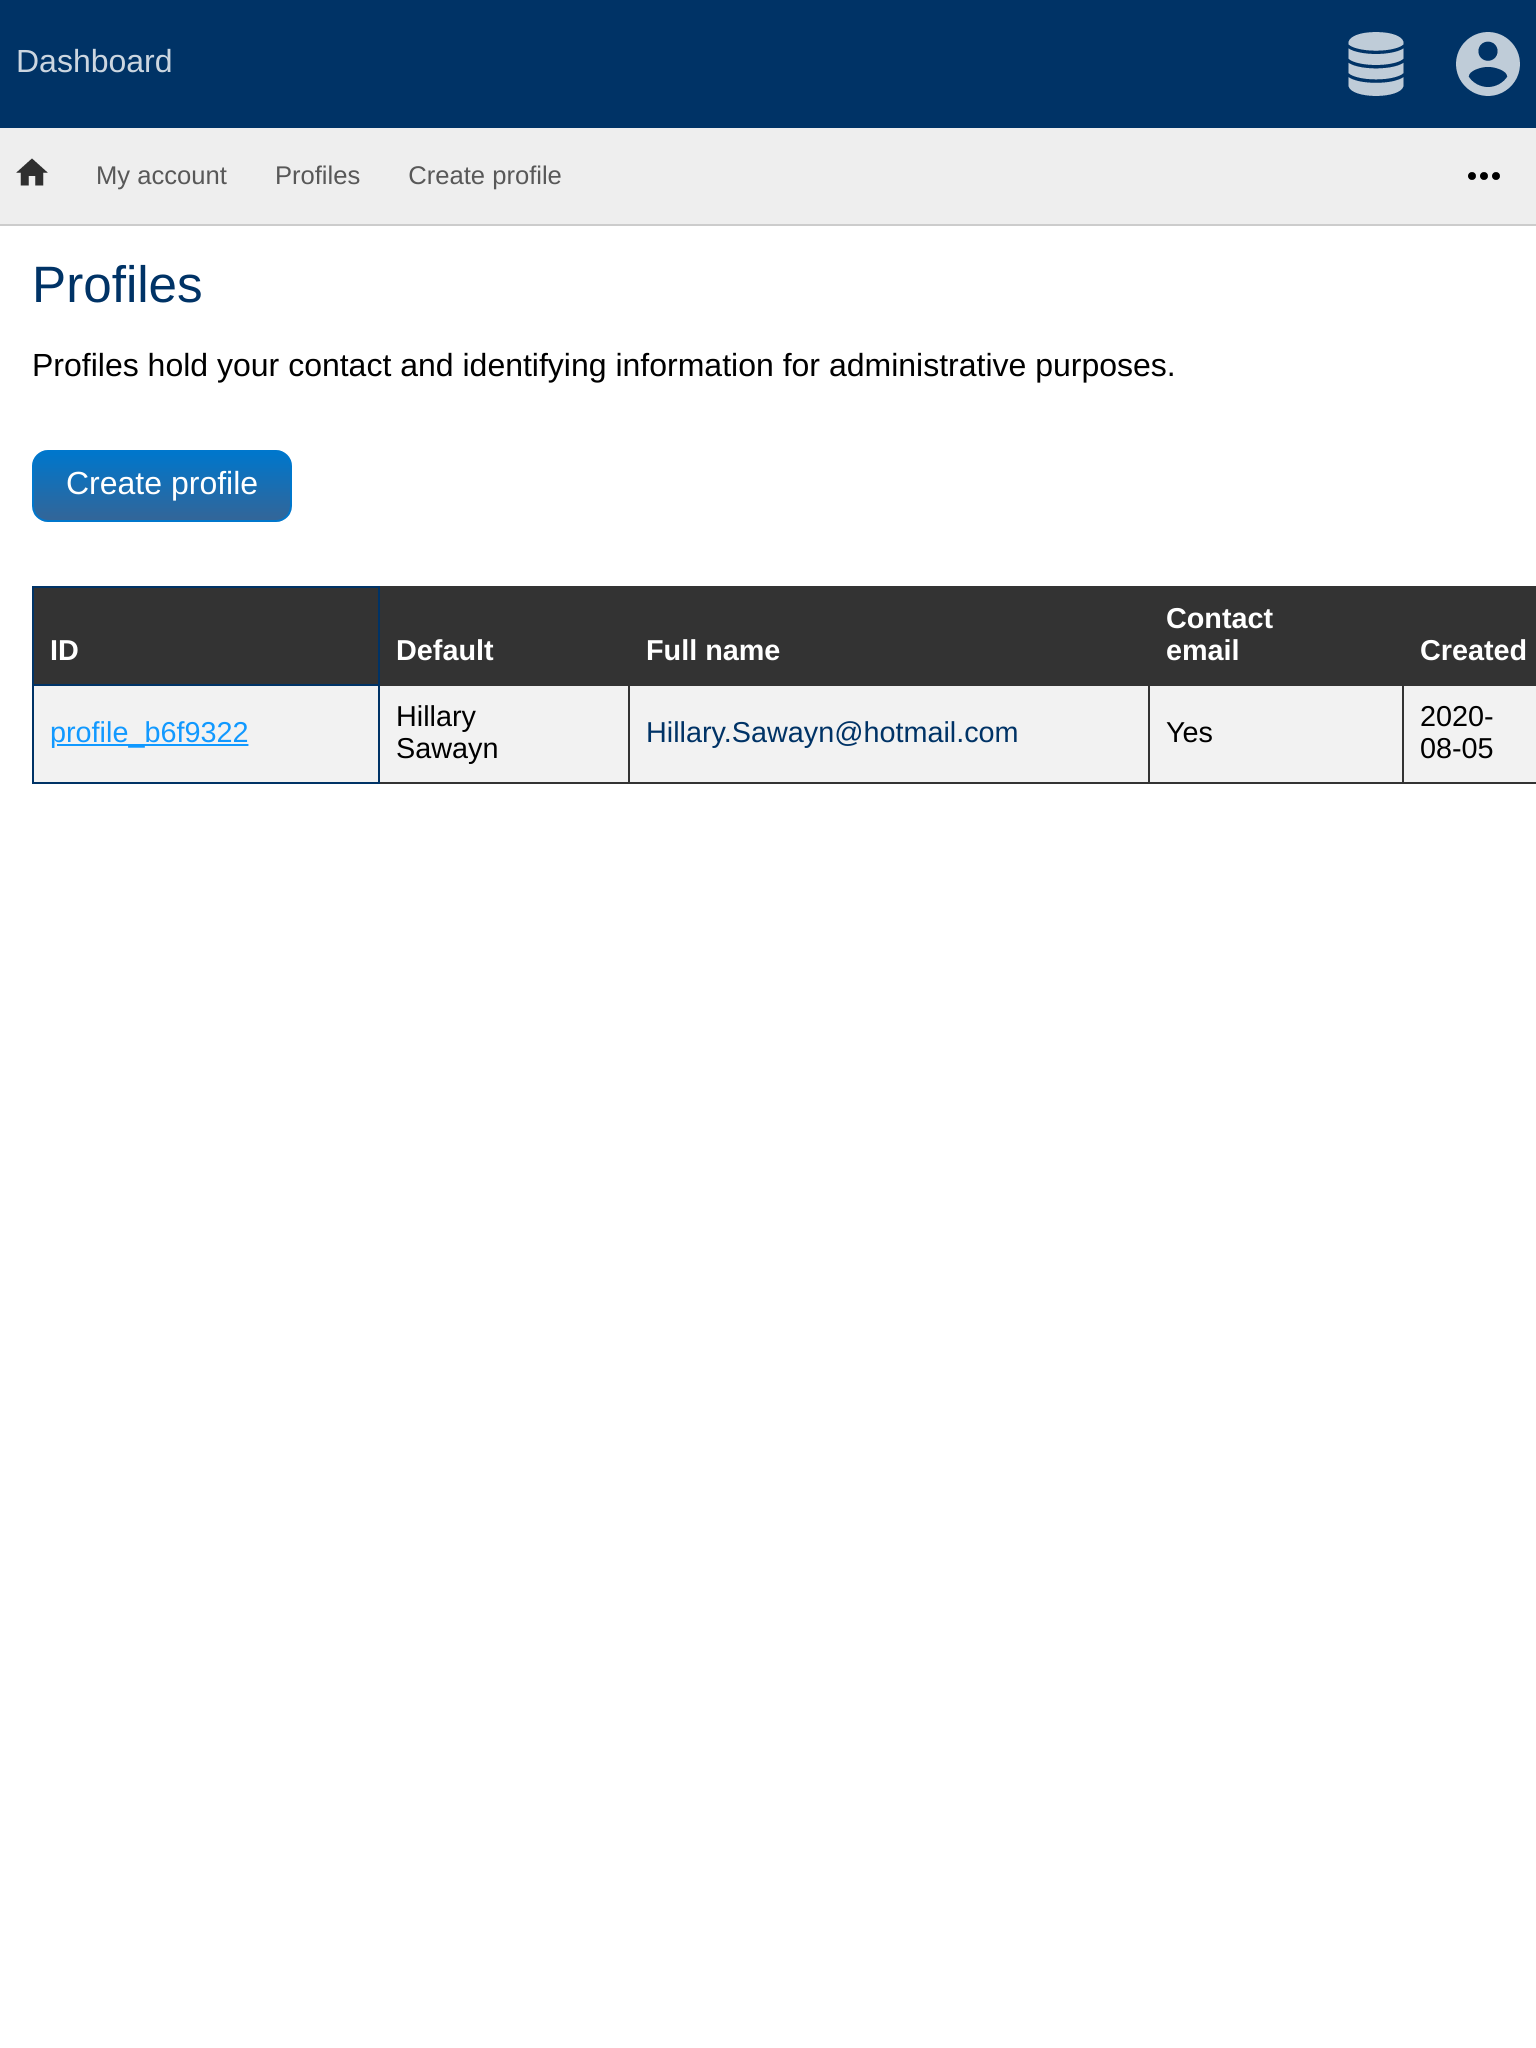 Dashboard
My account Profiles Create profile
Profiles
Profiles hold your contact and identifying information for administrative purposes.
Create profile
ID Default Full name Contact email Created
profile_b6f9322 Hillary Sawayn Hillary.Sawayn@hotmail.com Yes 2020-08-05